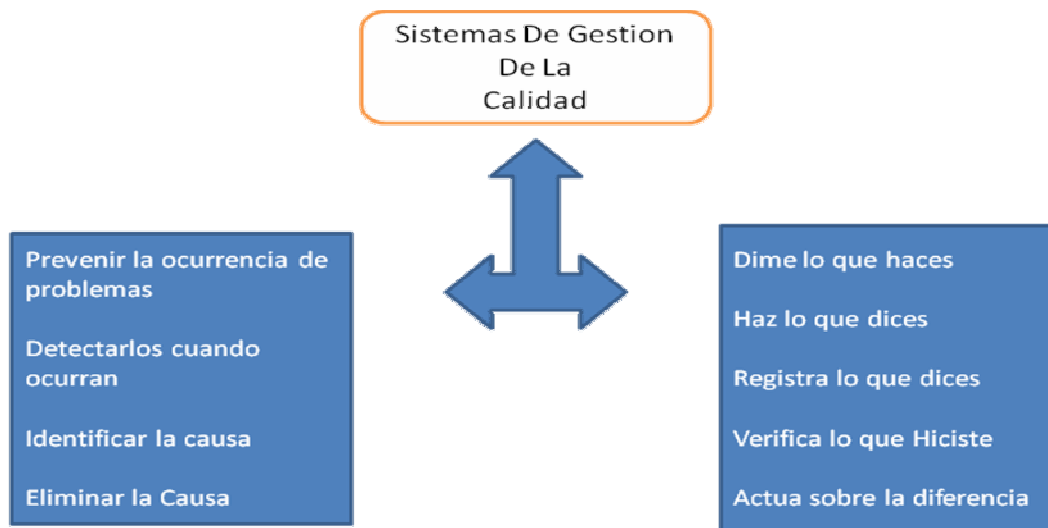 Sistemas De Gestion
De La
Calidad
Prevenir la ocurrencia de
problemas
Detectarlos cuando
ocurran
Identificar la causa
Eliminar la Causa
Dime lo que haces
Haz lo que dices
Registra lo que dices
Verifica lo que Hiciste
Actua sobre la diferencia